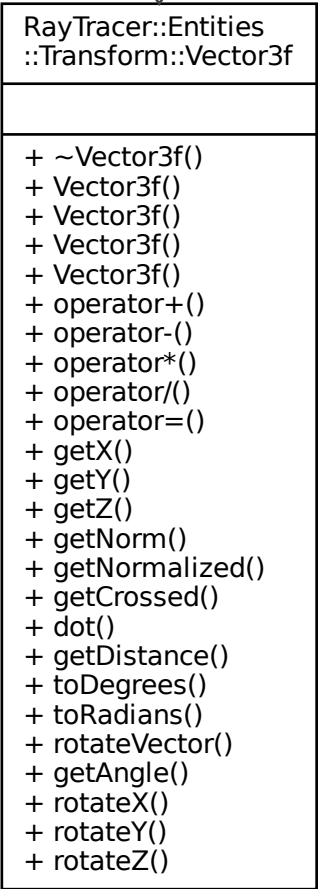 RayTracer::Entities
::Transform::Vector3f
+ ~Vector3f()
+ Vector3f()
+ Vector3f()
+ Vector3f()
+ Vector3f()
+ operator+()
+ operator-()
+ operator*()
+ operator/()
+ operator=()
+ getX()
+ getY()
+ getZ()
+ getNorm()
+ getNormalized()
+ getCrossed()
+ dot()
+ getDistance()
+ toDegrees()
+ toRadians()
+ rotateVector()
+ getAngle()
+ rotateX()
+ rotateY()
+ rotateZ()